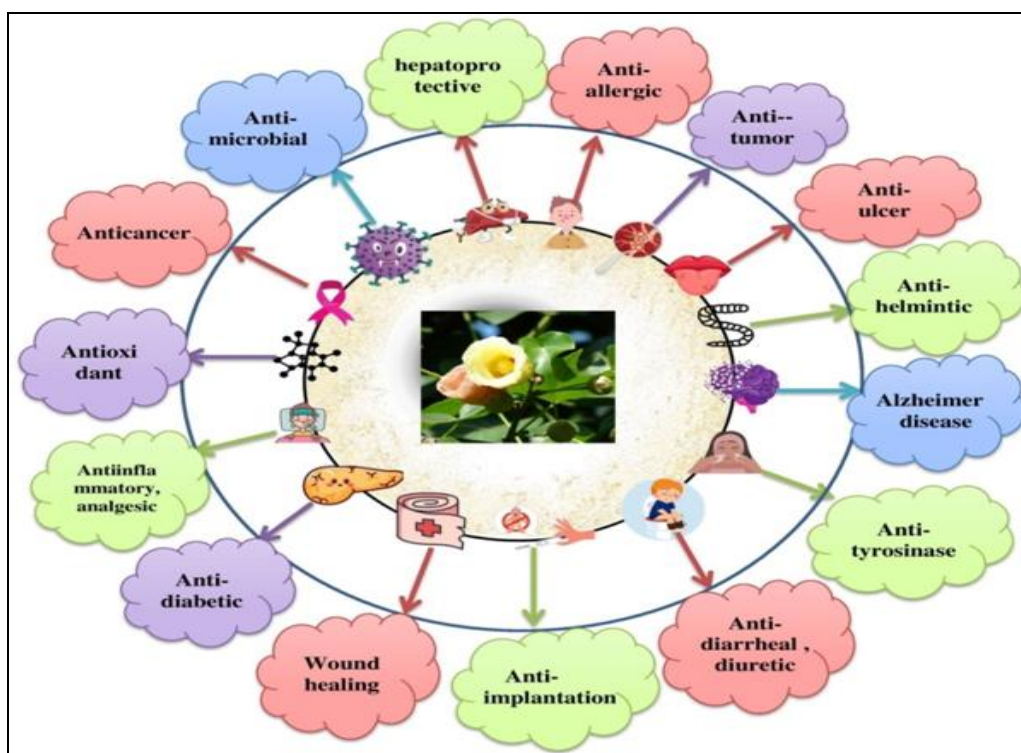 hepatopro
tective
Anti-
allergic
Anti--
tumor
Anti-
ulcer
Anti-
helmintic
Alzheimer
disease
Anti-
tyrosinase
Anti-
diarrheal ,
diuretic
Anti-
implantation
Wound
healing
Anti-
diabetic
Antiinfla
mmatory,
analgesic
Antioxi
dant
Anticancer
Anti-
microbial